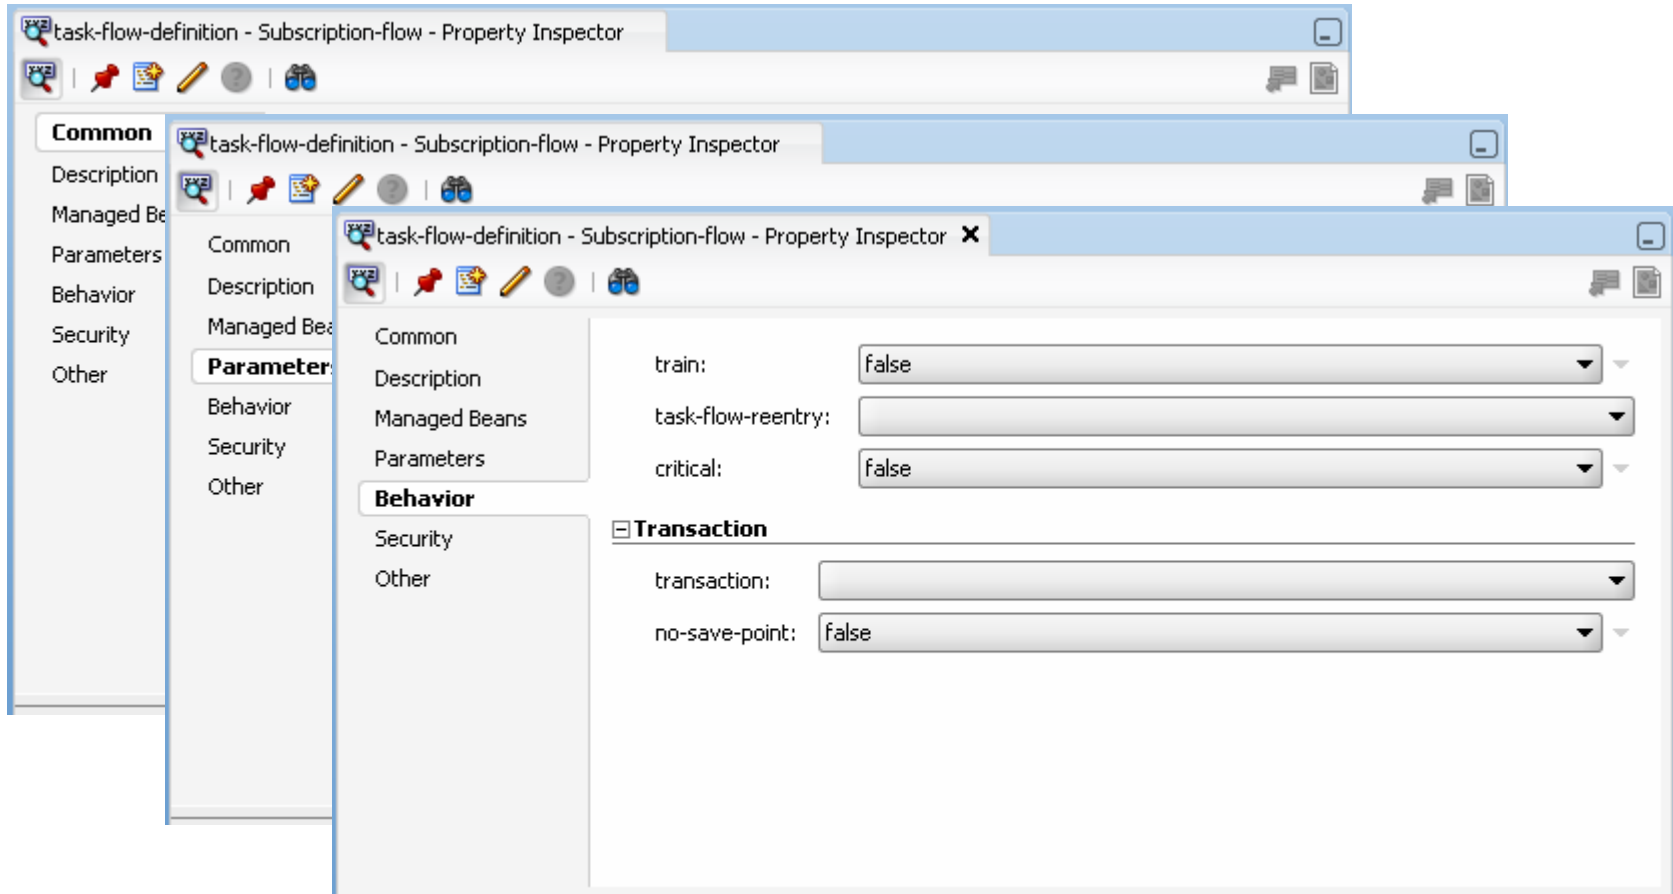 task-flow-definition - Subscription-flow - Property Inspector
Common
Description
Managed Be
Parameters
Behavior
Security
Other
task-flow-definition - Subscription-flow - Property Inspector
Common
Description
Managed Bea
Parameters
Behavior
Security
Other
task-flow-definition - Subscription-flow - Property Inspector
Common
Description
Managed Beans
Parameters
Behavior
Security
Other
train: false
task-flow-reentry:
critical: false
Transaction
transaction:
no-save-point: false